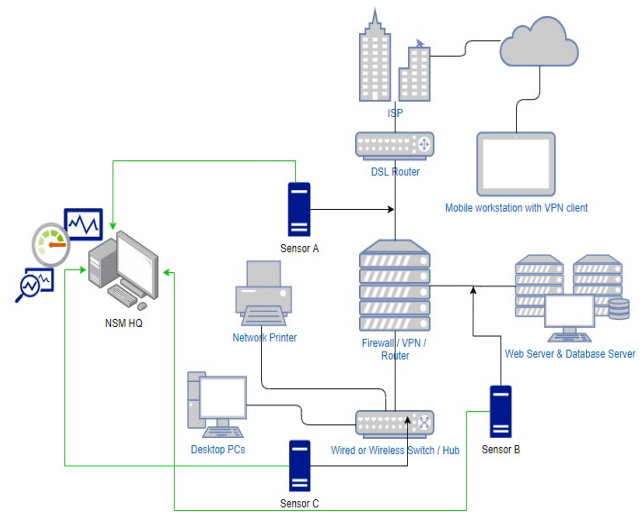 ISP
DSL Router
Mobile workstation with VPN client
Sensor A
NSM HQ
Network Printer
Firewall / VPN /
Router
Web Server & Database Server
Desktop PCs
Wired or Wireless Switch / Hub
Sensor B
Sensor C